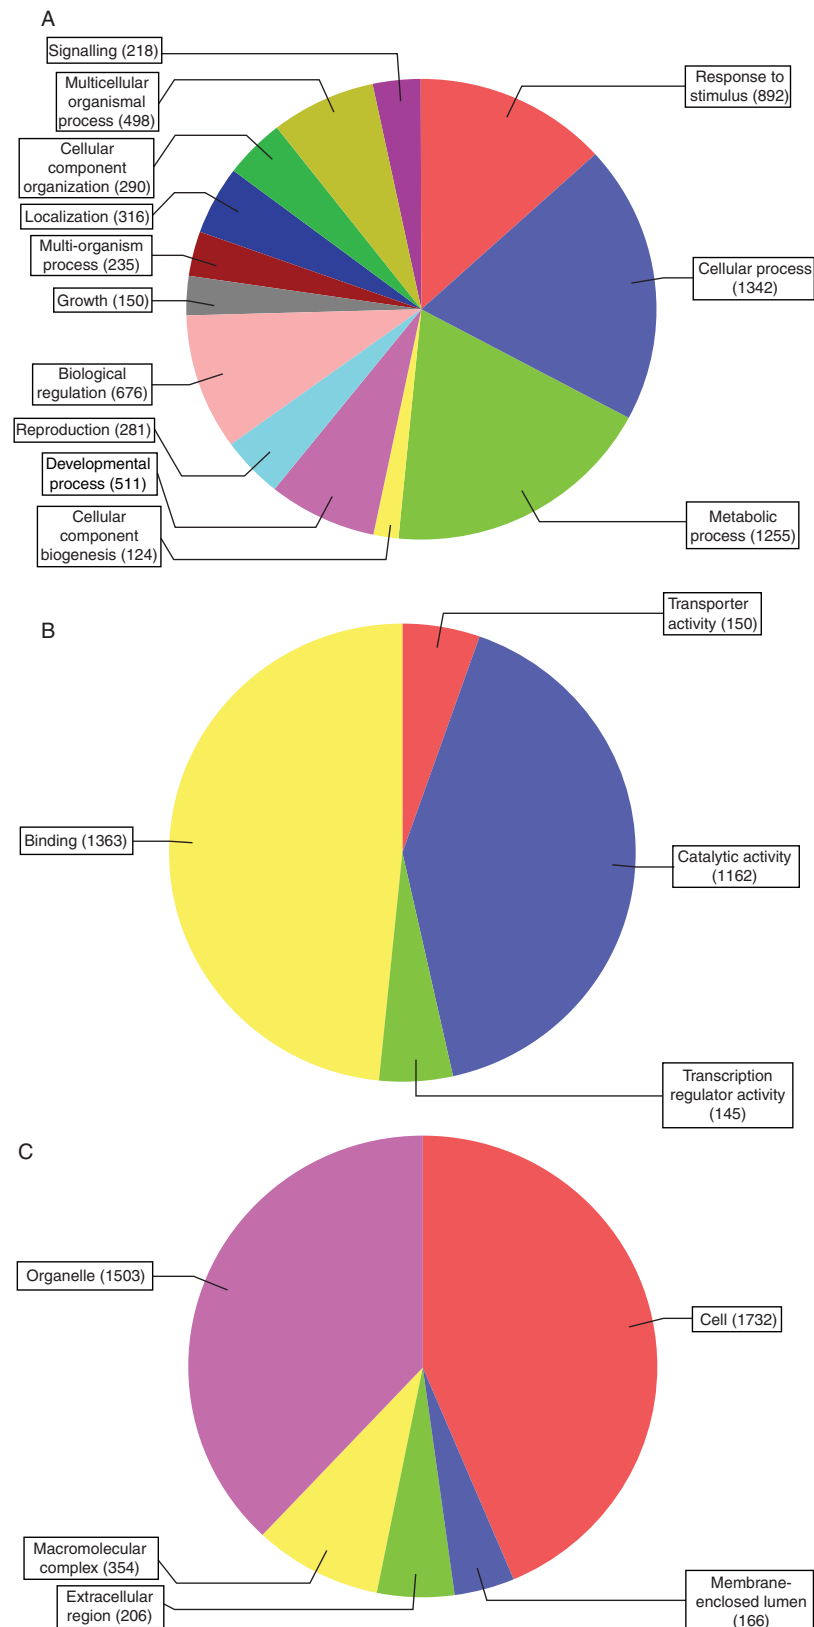 A
Signalling (218)
Response to
stimulus (892)
Multicellular
organismal
process (498)
Cellular
component
organization (290)
Localization (316)
Multi-organism
process (235)
Cellular process
(1342)
Growth (150)
Biological
regulation (676)
Reproduction (281)
Developmental
process (511)
Cellular
component
biogenesis (124)
Metabolic
process (1255)
B
Transporter
activity (150)
Binding (1363)
Catalytic activity
(1162)
Transcription
regulator activity
(145)
C
Organelle (1503)
Cell (1732)
Macromolecular
complex (354)
Extracellular
region (206)
Membrane-
enclosed lumen
(166)